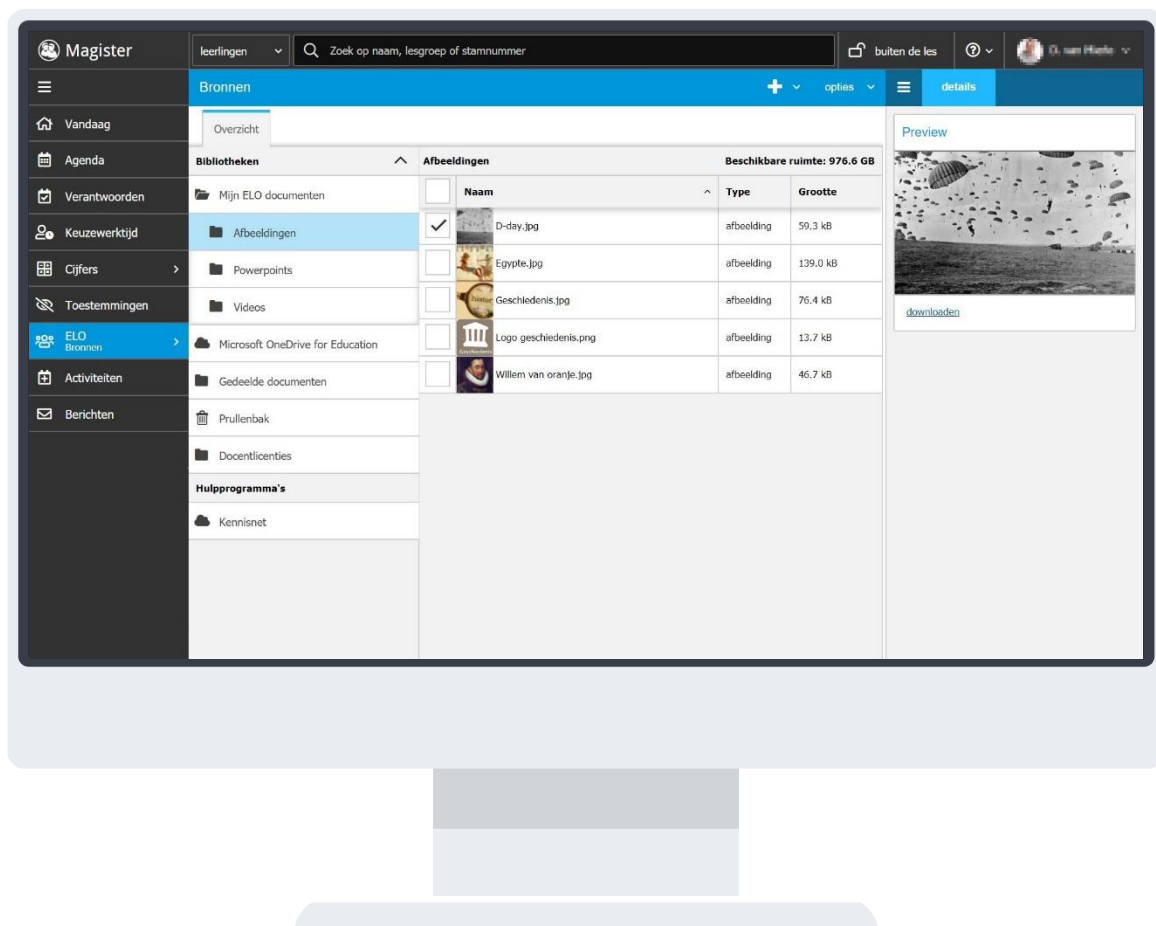 Magister
leerlingen
Zoek op naam, lesgroep of stamnummer
buiten de les
Bronnen
opties
details
Vandaag
Agenda
Verantwoorden
Keuzewerktijd
Cijfers
Toestemmingen
ELO
Bronnen
Activiteiten
Berichten
Overzicht
Bibliotheken
Mijn ELO documenten
Afbeeldingen
Powerpoints
Videos
Microsoft OneDrive for Education
Gedeelde documenten
Prullenbak
Docentlicenties
Hulpprogramma's
Kennisnet
Afbeeldingen Beschikbare ruimte: 976.6 GB
Naam Type Grootte
D-day.jpg afbeelding 59.3 kB
Egypte.jpg afbeelding 139.0 kB
Geschiedenis.jpg afbeelding 76.4 kB
Logo geschiedenis.png afbeelding 13.7 kB
Willem van oranje.jpg afbeelding 46.7 kB
Preview
downloaden